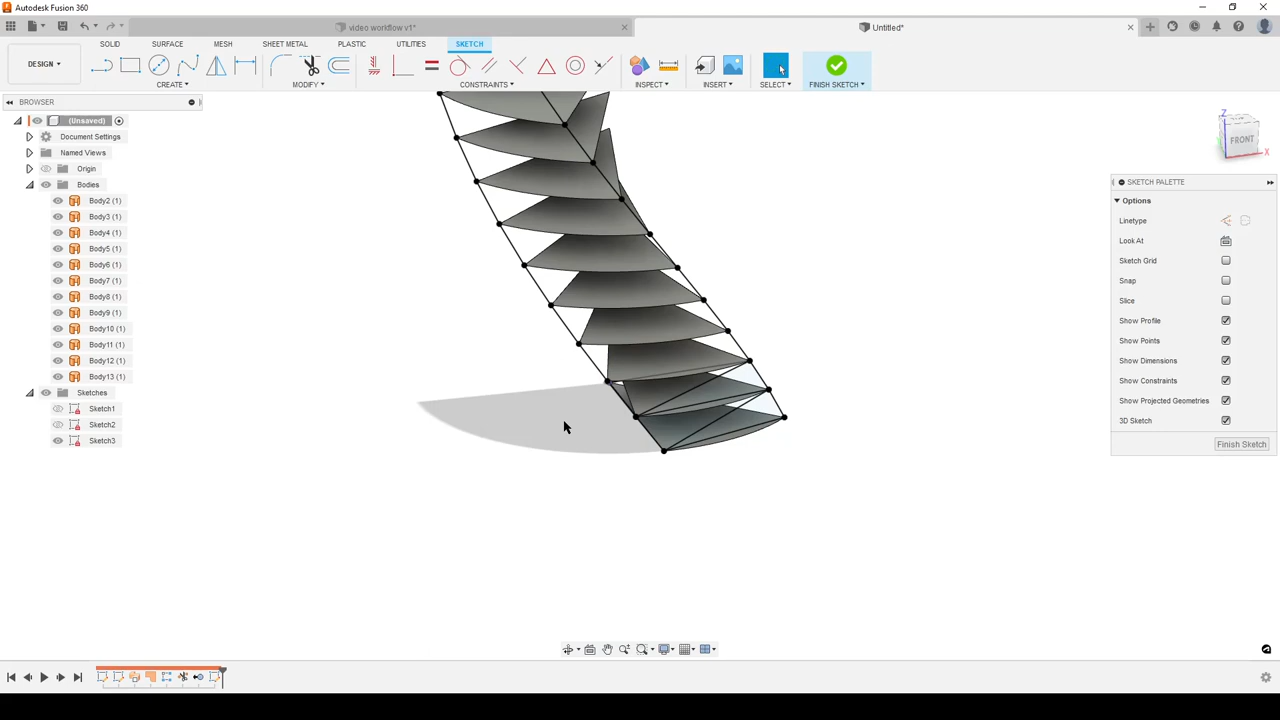 Autodesk Fusion 360
video workflow v1*
Untitled*
DESIGN
SOLID
SURFACE
MESH
SHEET METAL
PLASTIC
UTILITIES
SKETCH
CREATE
MODIFY
CONSTRAINTS
INSPECT
INSERT
SELECT
FINISH SKETCH
BROWSER
(Unsaved)
Document Settings
Named Views
Origin
Bodies
Body2 (1)
Body3 (1)
Body4 (1)
Body5 (1)
Body6 (1)
Body7 (1)
Body8 (1)
Body9 (1)
Body10 (1)
Body11 (1)
Body12 (1)
Body13 (1)
Sketches
Sketch1
Sketch2
Sketch3
Z
FRONT
X
SKETCH PALETTE
Options
Linetype
Look At
Sketch Grid
Snap
Slice
Show Profile
Show Points
Show Dimensions
Show Constraints
Show Projected Geometries
3D Sketch
Finish Sketch